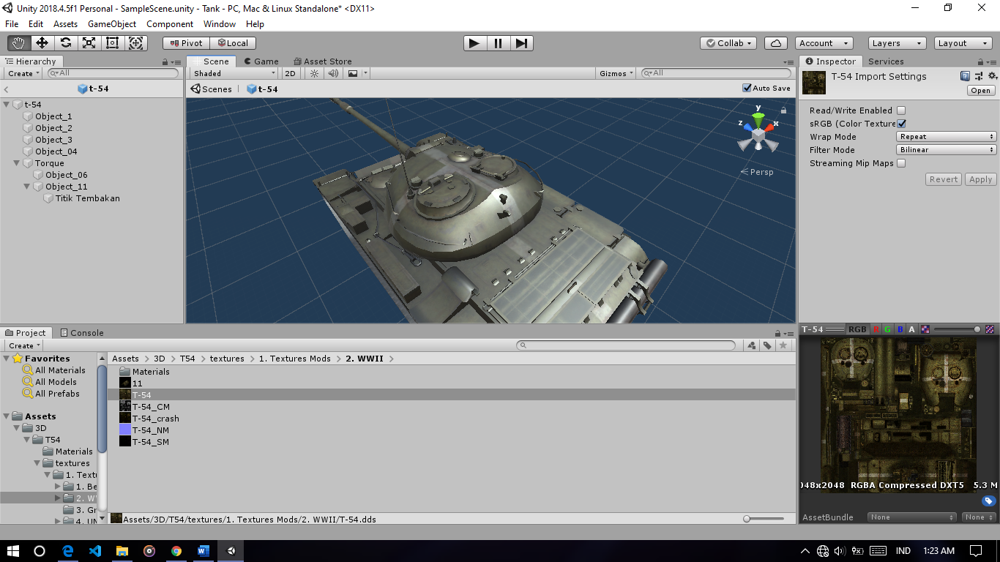 Unity 2018.4.5f1 Personal - SampleScene.unity - Tank - PC, Mac & Linux Standalone* <DX11>
File Edit Assets GameObject Component Window Help
Pivot Local Collab Account Layers Layout
Hierarchy
Create All
t-54
t-54
Object_1
Object_2
Object_3
Object_04
Torque
Object_06
Object_11
Titik Tembakan
Scene Game Asset Store
Shaded 2D Gizmos All
Scenes t-54 Auto Save
y
z x
Persp
Inspector Services
T-54 Import Settings
Open
Read/Write Enabled
sRGB (Color Texture
Wrap Mode Repeat
Filter Mode Bilinear
Streaming Mip Maps
Revert Apply
Project Console
Create
Favorites
All Materials
All Models
All Prefabs
Assets
3D
T54
Materials
textures
1. Textu
1. Be
2. W
3. Gr
4. UN
Assets > 3D > T54 > textures > 1. Textures Mods > 2. WWII >
Materials
11
T-54
T-54_CM
T-54_crash
T-54_NM
T-54_SM
Assets/3D/T54/textures/1. Textures Mods/2. WWII/T-54.dds
T-54 RGB R G B A
048x2048 RGBA Compressed DXT5 5.3 M
AssetBundle None None
IND 1:23 AM